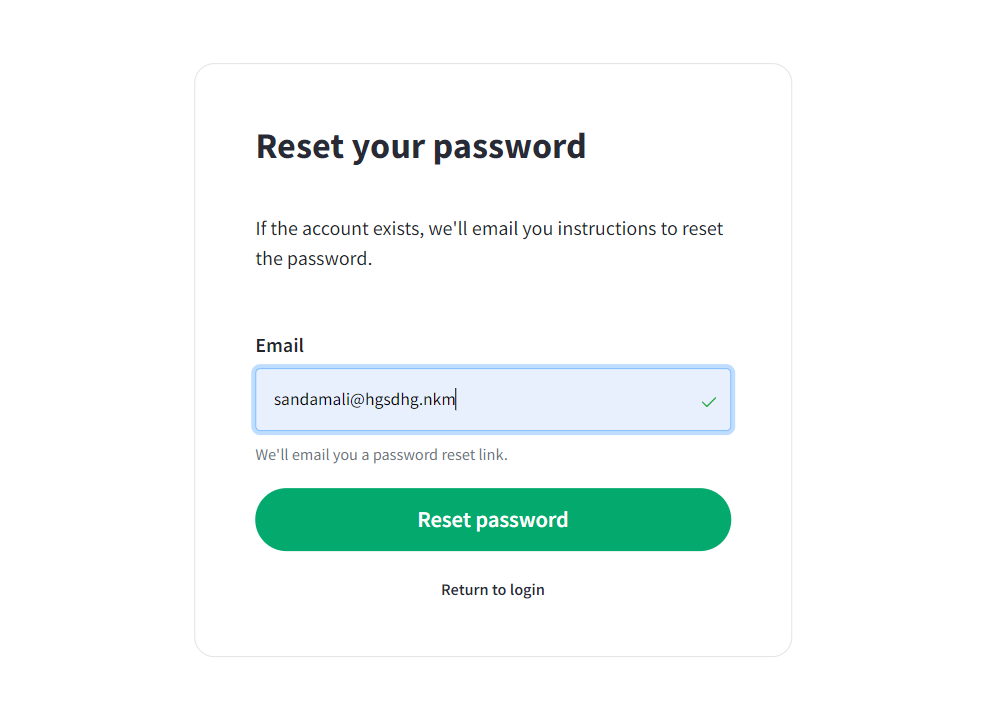 Reset your password
If the account exists, we'll email you instructions to reset
the password.
Email
sandamali@hgsdhg.nkm
We'll email you a password reset link.
Reset password
Return to login